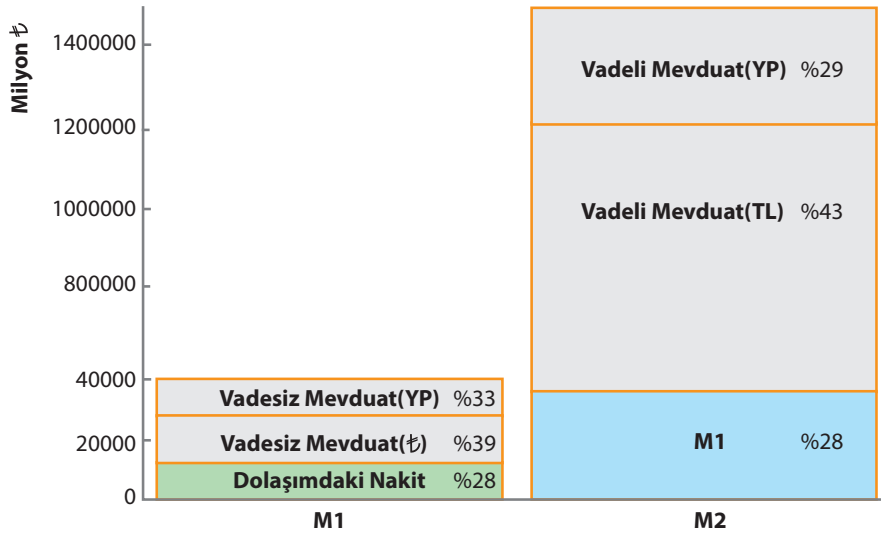 Milyon ₺
1400000
1200000
1000000
800000
40000
20000
0
Vadeli Mevduat(YP) %29
Vadeli Mevduat(TL) %43
Vadesiz Mevduat(YP) %33
Vadesiz Mevduat(₺) %39
Dolaşımdaki Nakit %28
M1 %28
M1
M2